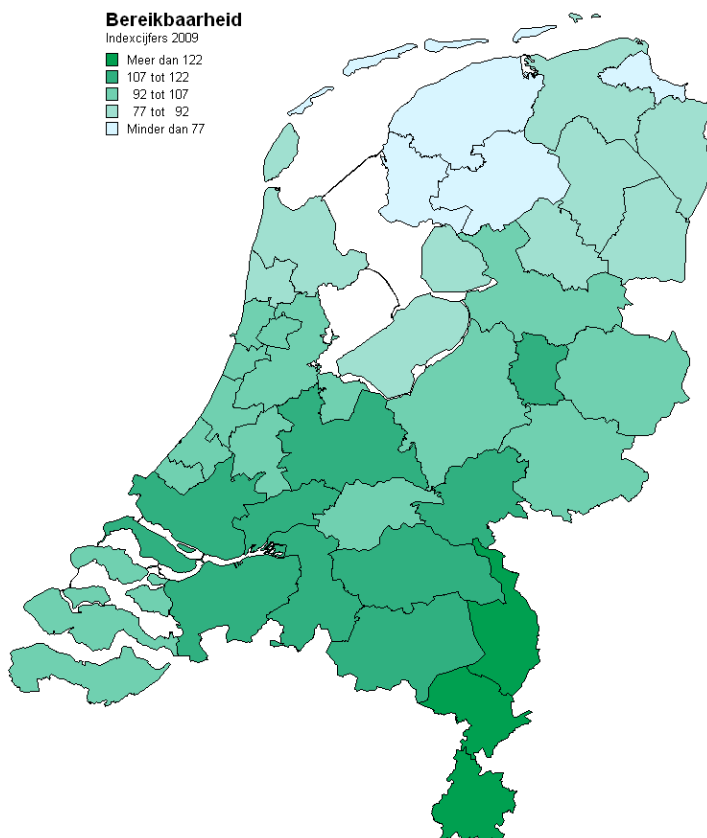 Bereikbaarheid
Indexcijfers 2009
Meer dan 122
107 tot 122
92 tot 107
77 tot 92
Minder dan 77